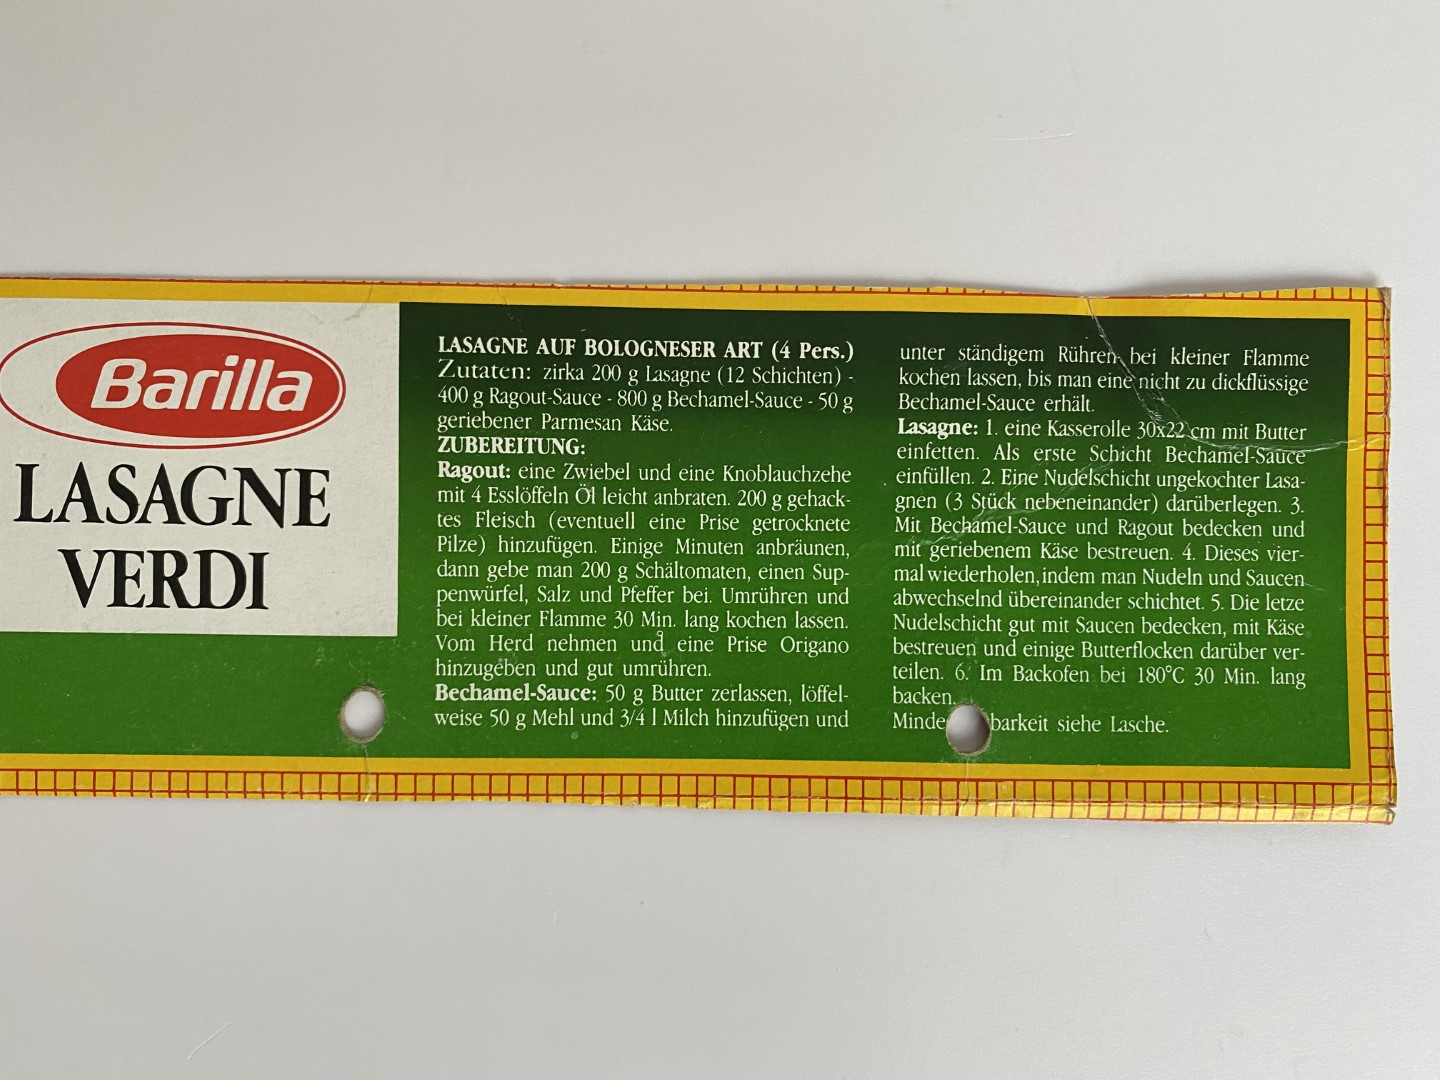 Barilla
LASAGNE
VERDI
LASAGNE AUF BOLOGNESER ART (4 Pers.)
Zutaten: zirka 200 g Lasagne (12 Schichten) -
400 g Ragout-Sauce - 800 g Bechamel-Sauce - 50 g
geriebener Parmesan Käse.
ZUBEREITUNG:
Ragout: eine Zwiebel und eine Knoblauchzehe
mit 4 Esslöffeln Öl leicht anbraten. 200 g gehack-
tes Fleisch (eventuell eine Prise getrocknete
Pilze) hinzufügen. Einige Minuten anbräunen,
dann gebe man 200 g Schältomaten, einen Sup-
penwürfel, Salz und Pfeffer bei. Umrühren und
bei kleiner Flamme 30 Min. lang kochen lassen.
Vom Herd nehmen und eine Prise Origano
hinzugeben und gut umrühren.
Bechamel-Sauce: 50 g Butter zerlassen, löffel-
weise 50 g Mehl und 3/4 l Milch hinzufügen und
unter ständigem Rühren bei kleiner Flamme
kochen lassen, bis man eine nicht zu dickflüssige
Bechamel-Sauce erhält.
Lasagne: 1. eine Kasserolle 30x22 cm mit Butter
einfetten. Als erste Schicht Bechamel-Sauce
einfüllen. 2. Eine Nudelschicht ungekochter Lasa-
gnen (3 Stück nebeneinander) darüberlegen. 3.
Mit Bechamel-Sauce und Ragout bedecken und
mit geriebenem Käse bestreuen. 4. Dieses vier-
mal wiederholen, indem man Nudeln und Saucen
abwechselnd übereinander schichtet. 5. Die letze
Nudelschicht gut mit Saucen bedecken, mit Käse
bestreuen und einige Butterflocken darüber ver-
teilen. 6. Im Backofen bei 180°C 30 Min. lang
backen.
siehe Lasche.